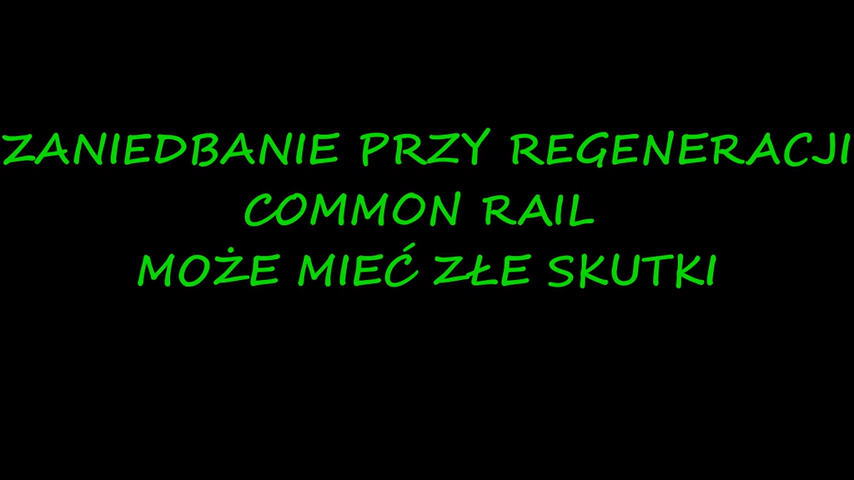 ZANIEDBANIE PRZY REGENERACJI
COMMON RAIL
MOŻE MIEĆ ZŁE SKUTKI